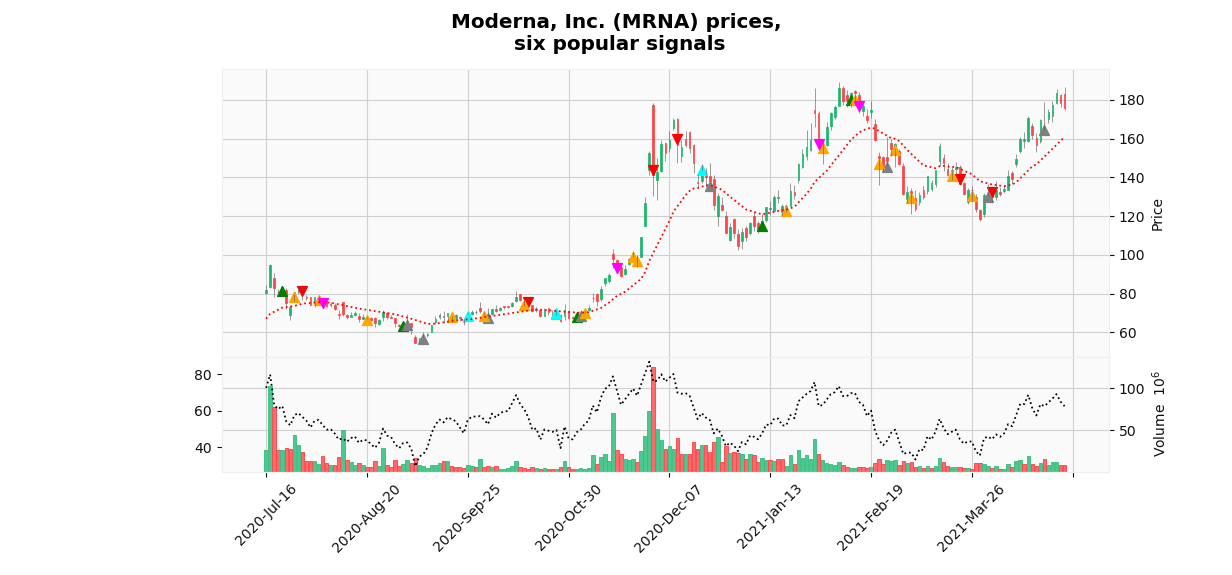 Moderna, Inc. (MRNA) prices,
six popular signals
180
160
140
120
100
80
60
Price
80
60
40
100
50
Volume 10^6
2020-Jul-16
2020-Aug-20
2020-Sep-25
2020-Oct-30
2020-Dec-07
2021-Jan-13
2021-Feb-19
2021-Mar-26